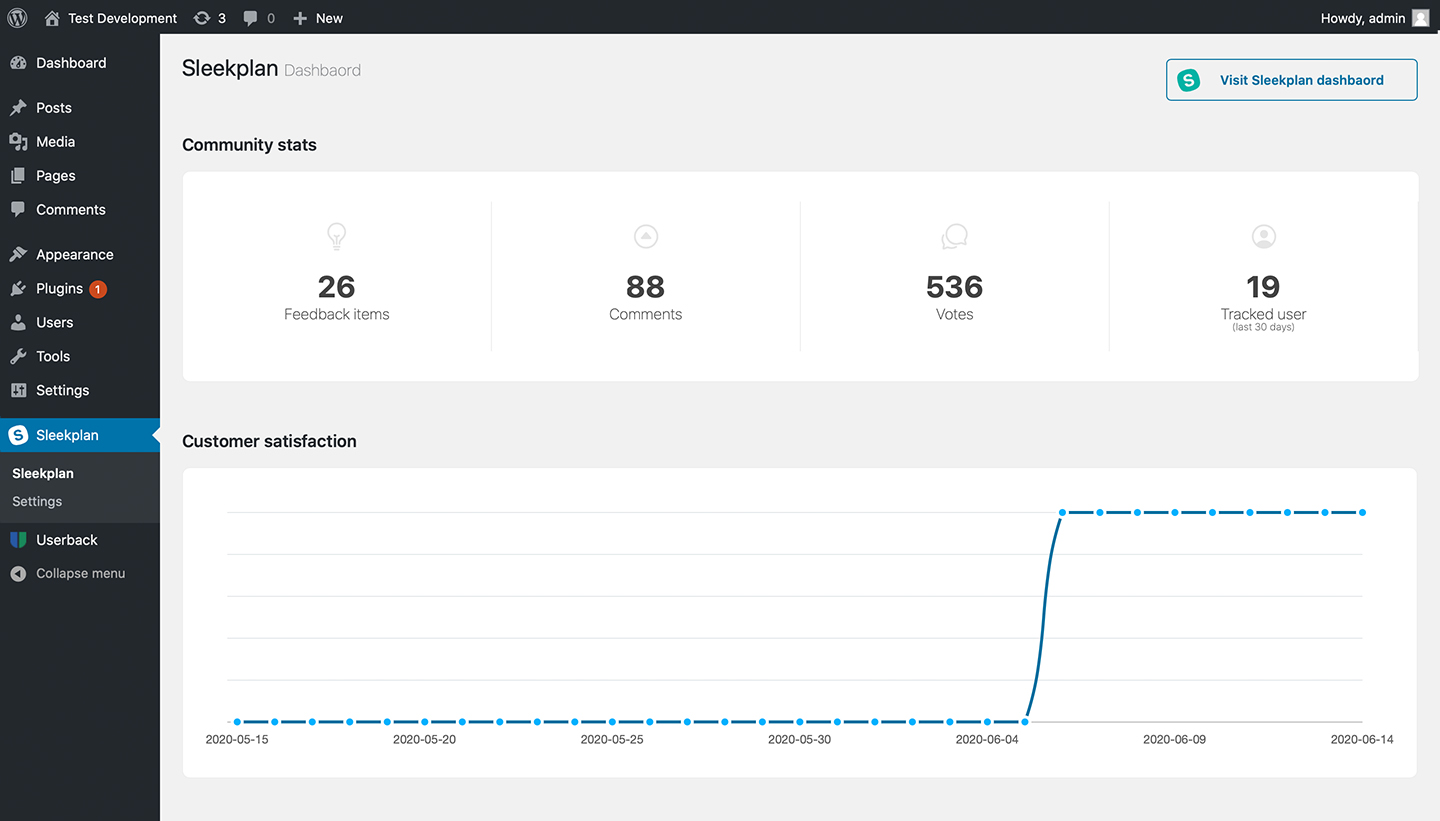 Test Development 3 0 New Howdy, admin
Dashboard
Posts
Media
Pages
Comments
Appearance
Plugins 1
Users
Tools
Settings
S Sleekplan
Sleekplan
Settings
Userback
Collapse menu
Sleekplan Dashbaord
S Visit Sleekplan dashbaord
Community stats
26
Feedback items
88
Comments
536
Votes
19
Tracked user
(last 30 days)
Customer satisfaction
2020-05-15 2020-05-20 2020-05-25 2020-05-30 2020-06-04 2020-06-09 2020-06-14